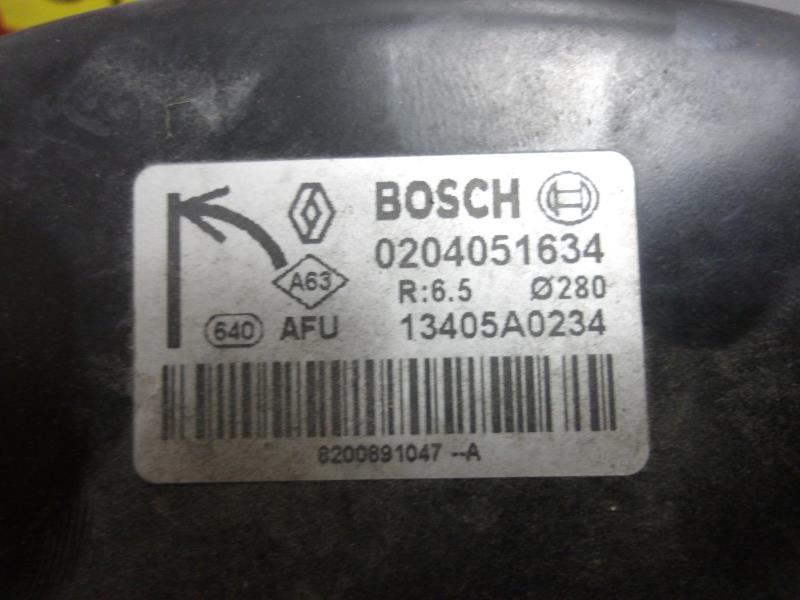 BOSCH
0204051634
A63
R:6.5 Ø280
640 AFU 13405A0234
8200891047 --A